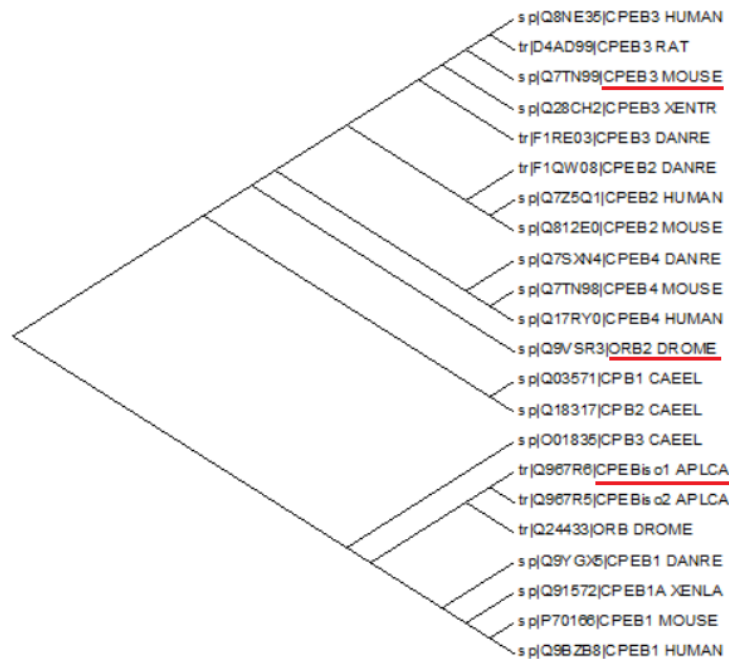 sp|Q8NE35|CPEB3 HUMAN
tr|D4AD99|CPEB3 RAT
sp|Q7TN99|CPEB3 MOUSE
sp|Q28CH2|CPEB3 XENTR
tr|F1RE03|CPEB3 DANRE
tr|F1QW08|CPEB2 DANRE
sp|Q7Z5Q1|CPEB2 HUMAN
sp|Q812E0|CPEB2 MOUSE
sp|Q7SXN4|CPEB4 DANRE
sp|Q7TN98|CPEB4 MOUSE
sp|Q17RY0|CPEB4 HUMAN
sp|Q9VSR3|ORB2 DROME
sp|Q03571|CPB1 CAEEL
sp|Q18317|CPB2 CAEEL
sp|O01835|CPB3 CAEEL
tr|Q967R6|CPEBiso1 APLCA
tr|Q967R5|CPEBiso2 APLCA
tr|Q24433|ORB DROME
sp|Q9YGX5|CPEB1 DANRE
sp|Q91572|CPEB1A XENLA
sp|P70166|CPEB1 MOUSE
sp|Q9BZB8|CPEB1 HUMAN